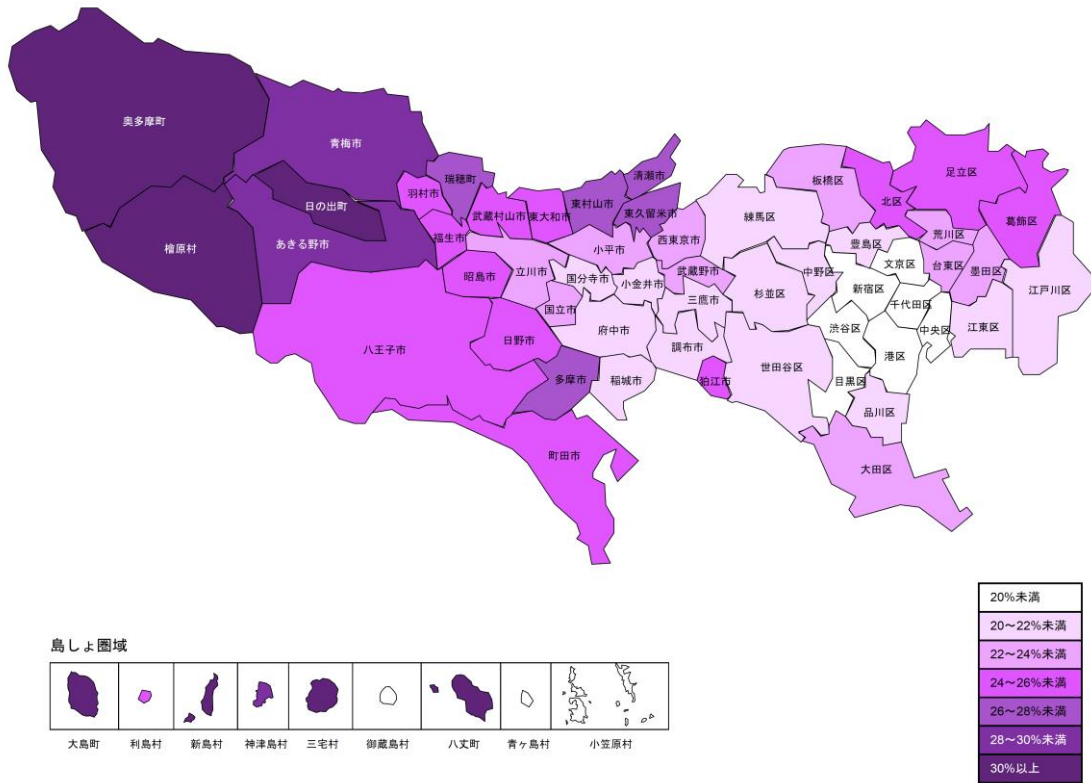 奥多摩町
青梅市
日の出町
檜原村
あきる野市
瑞穂町
羽村市
福生市
武蔵村山市
東大和市
東村山市
清瀬市
東久留米市
西東京市
小平市
昭島市
立川市
国分寺市
小金井市
武蔵野市
三鷹市
国立市
八王子市
日野市
府中市
調布市
狛江市
多摩市
稲城市
町田市
練馬区
板橋区
北区
足立区
葛飾区
荒川区
豊島区
文京区
台東区
墨田区
江戸川区
中野区
杉並区
新宿区
千代田区
中央区
江東区
渋谷区
港区
世田谷区
目黒区
品川区
大田区
20%未満
20〜22%未満
22〜24%未満
24〜26%未満
26〜28%未満
28〜30%未満
30%以上
島しょ圏域
大島町
利島村
新島村
神津島村
三宅村
御蔵島村
八丈町
青ヶ島村
小笠原村